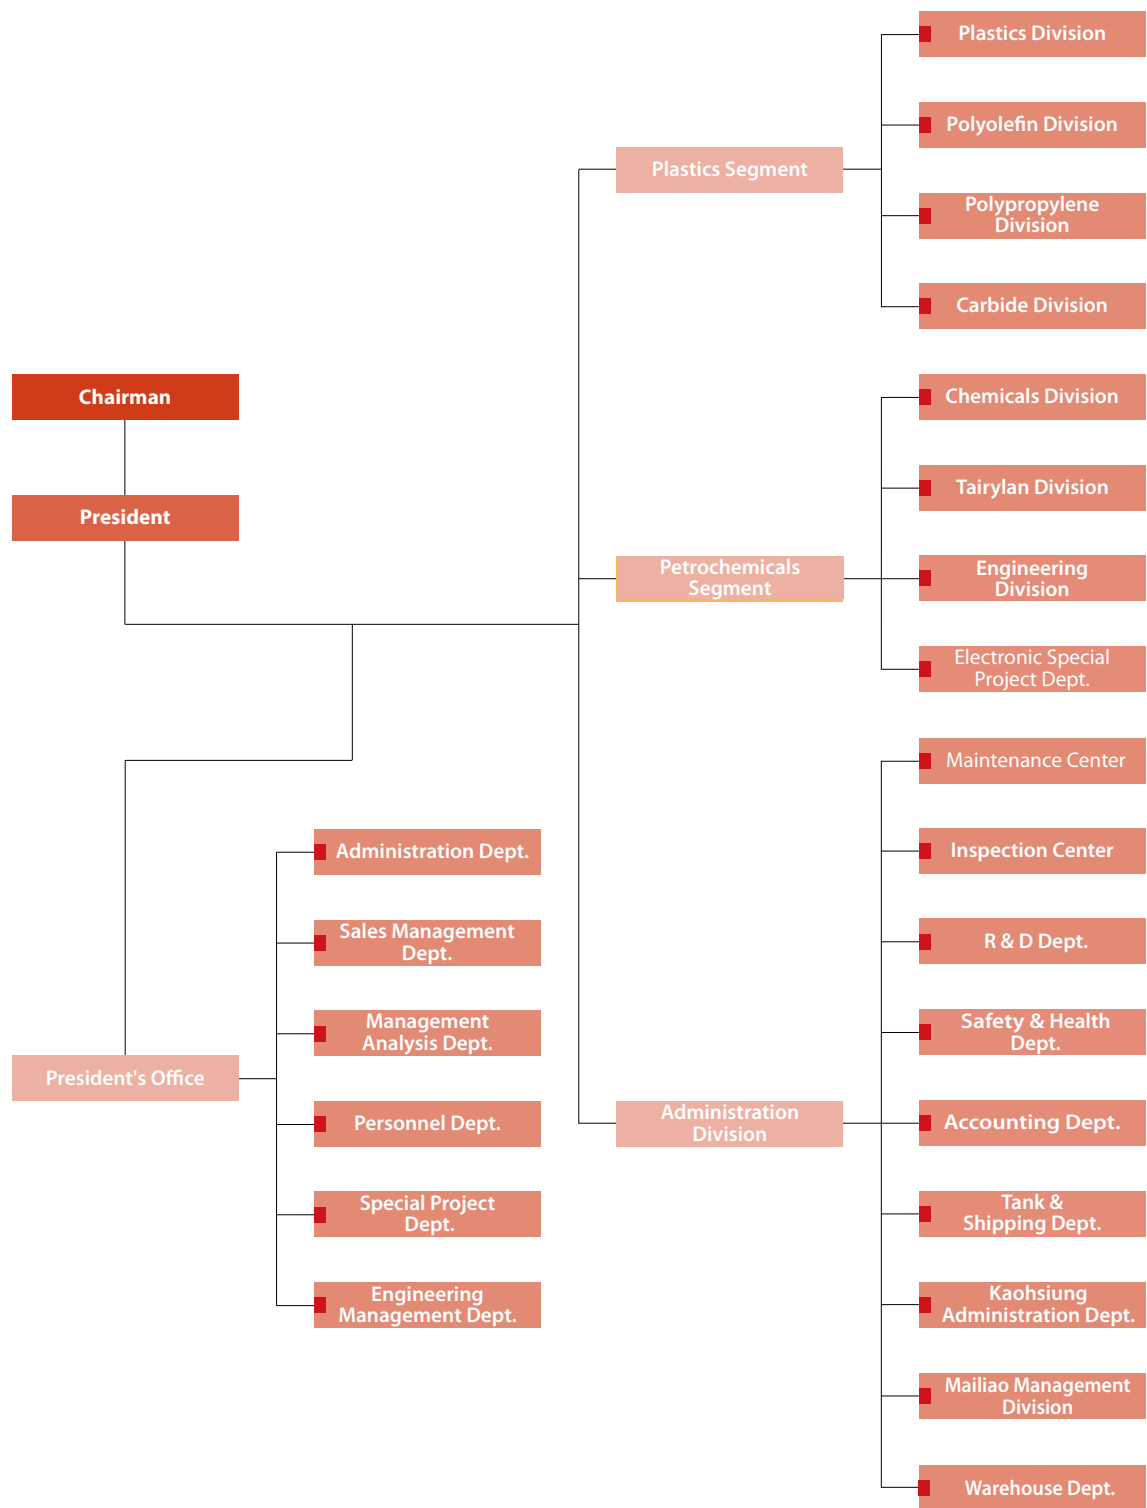 Chairman
President
President's Office
Administration Dept.
Sales Management
Dept.
Management
Analysis Dept.
Personnel Dept.
Special Project
Dept.
Engineering
Management Dept.
Plastics Segment
Plastics Division
Polyolefin Division
Polypropylene
Division
Carbide Division
Petrochemicals
Segment
Chemicals Division
Tairylan Division
Engineering
Division
Electronic Special
Project Dept.
Administration
Division
Maintenance Center
Inspection Center
R & D Dept.
Safety & Health
Dept.
Accounting Dept.
Tank &
Shipping Dept.
Kaohsiung
Administration Dept.
Mailiao Management
Division
Warehouse Dept.